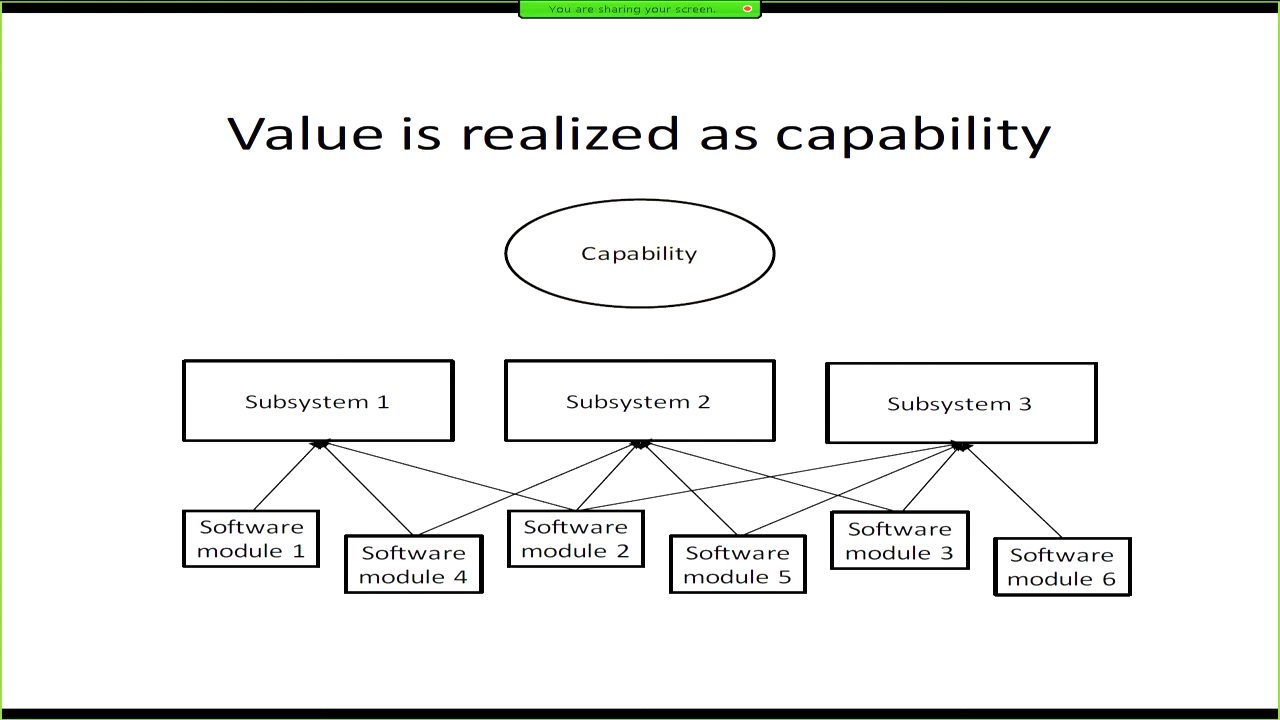 You are sharing your screen.
Value is realized as capability
Capability
Subsystem 1
Subsystem 2
Subsystem 3
Software
module 1
Software
module 4
Software
module 2
Software
module 5
Software
module 3
Software
module 6